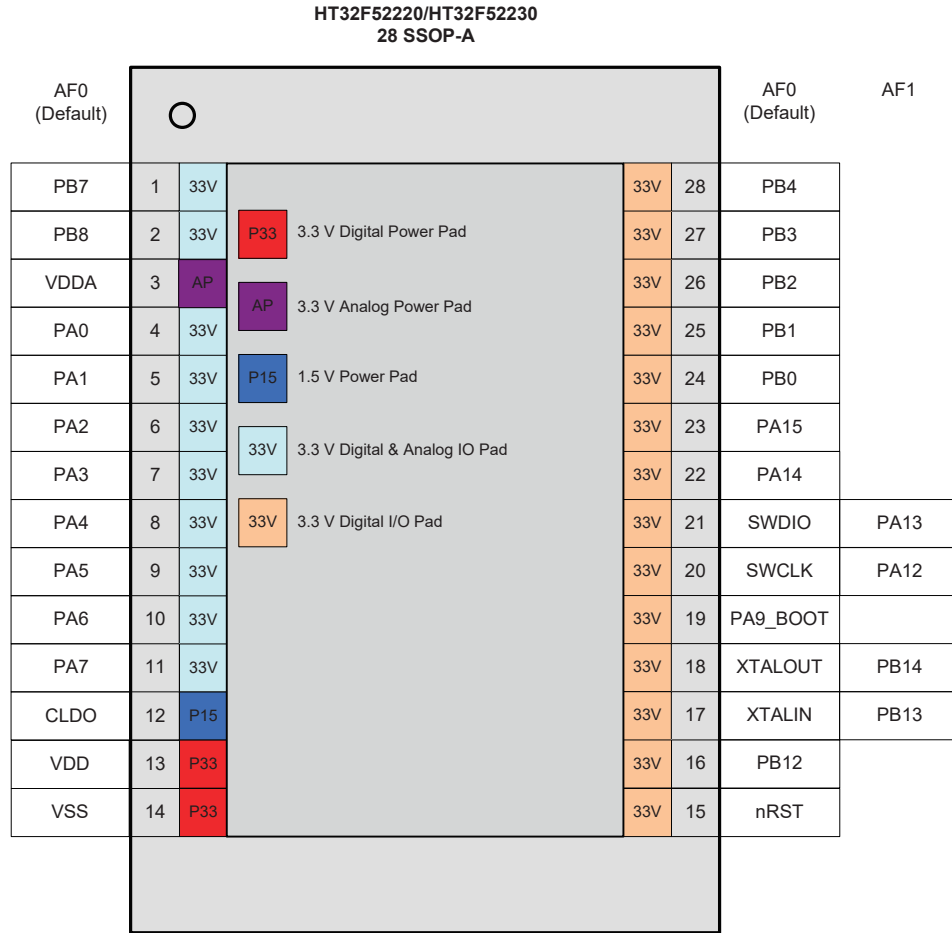 HT32F52220/HT32F52230
28 SSOP-A
AF0
(Default)
AF0
(Default)
AF1
PB7 1 33V 33V 28 PB4
PB8 2 33V P33 3.3 V Digital Power Pad 33V 27 PB3
VDDA 3 AP 33V 26 PB2
AP 3.3 V Analog Power Pad
PA0 4 33V 33V 25 PB1
PA1 5 33V P15 1.5 V Power Pad 33V 24 PB0
PA2 6 33V 33V 23 PA15
33V 3.3 V Digital & Analog IO Pad
PA3 7 33V 33V 22 PA14
PA4 8 33V 33V 3.3 V Digital I/O Pad 33V 21 SWDIO PA13
PA5 9 33V 33V 20 SWCLK PA12
PA6 10 33V 33V 19 PA9_BOOT
PA7 11 33V 33V 18 XTALOUT PB14
CLDO 12 P15 33V 17 XTALIN PB13
VDD 13 P33 33V 16 PB12
VSS 14 P33 33V 15 nRST